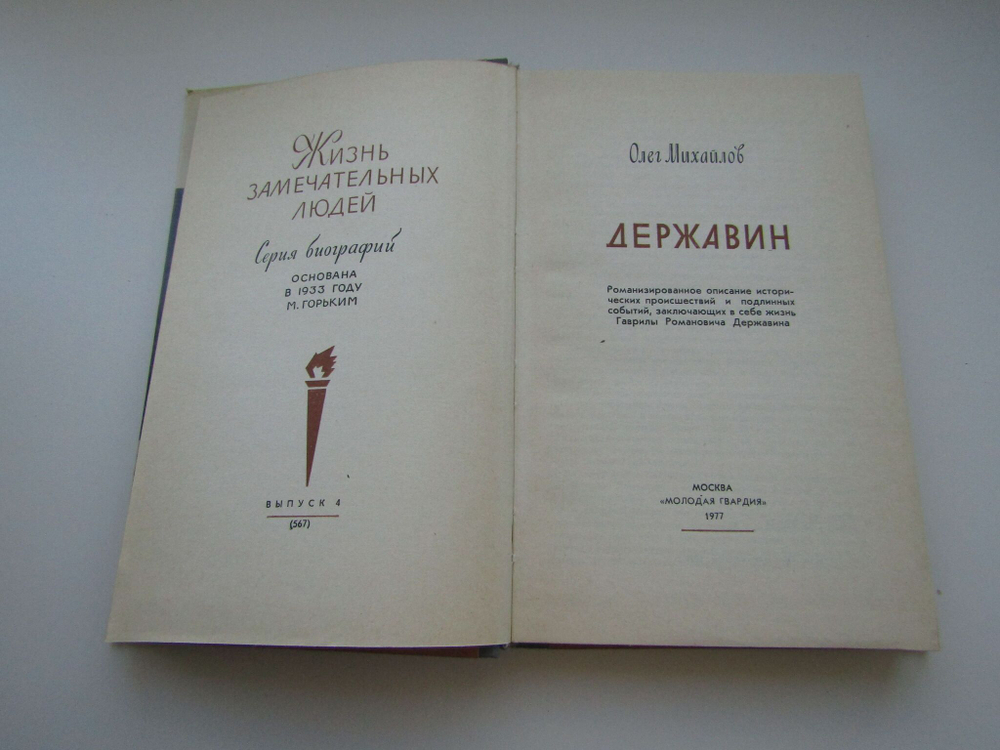 Жизнь
ЗАМЕЧАТЕЛЬНЫХ
ЛЮДЕЙ
Серия биографий
ОСНОВАНА
В 1933 ГОДУ
М. ГОРЬКИМ
ВЫПУСК 4
(567)
Олег Михайлов
ДЕРЖАВИН
Романизированное описание истори-
ческих происшествий и подлинных
событий, заключающих в себе жизнь
Гаврилы Романовича Державина
МОСКВА
«МОЛОДАЯ ГВАРДИЯ»
1977